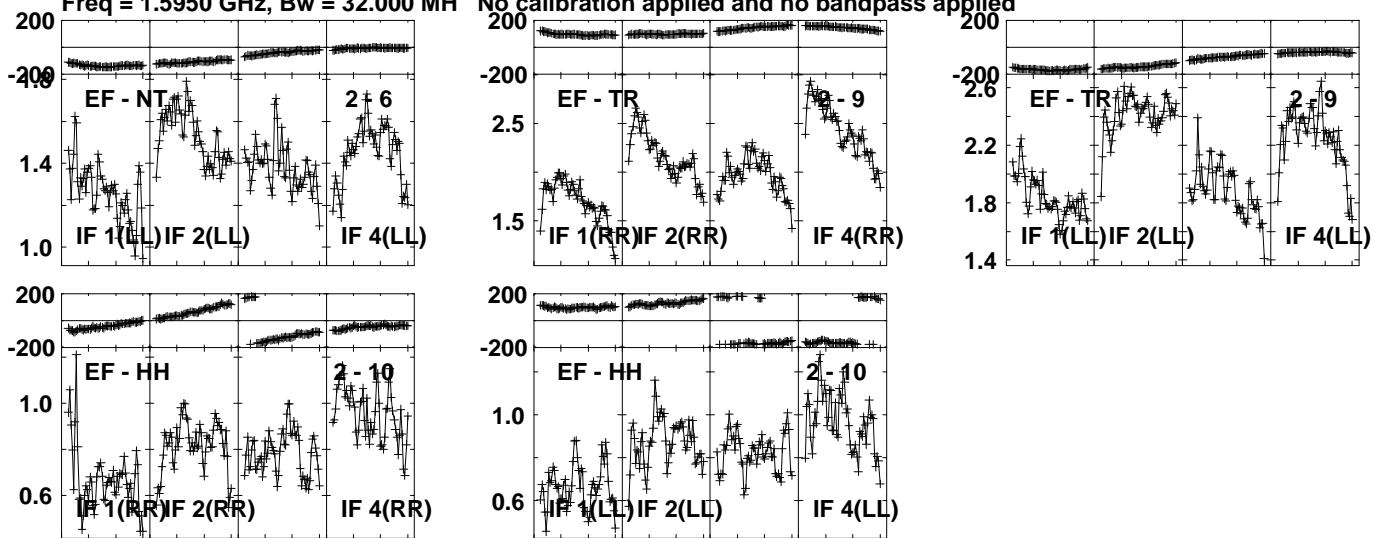 Freq = 1.5950 GHz, Bw = 32.000 MH No calibration applied and no bandpass applied
200
-200
1.8
1.4
1.0
EF - NT 2 - 6
IF 1(LL) IF 2(LL) IF 4(LL)
200
-200
2.5
1.5
EF - TR 2 - 9
IF 1(RR) IF 2(RR) IF 4(RR)
200
-200
2.6
2.2
1.8
1.4
EF - TR 2 - 9
IF 1(LL) IF 2(LL) IF 4(LL)
200
-200
1.0
0.6
EF - HH 2 - 10
IF 1(RR) IF 2(RR) IF 4(RR)
200
-200
1.0
0.6
EF - HH 2 - 10
IF 1(LL) IF 2(LL) IF 4(LL)